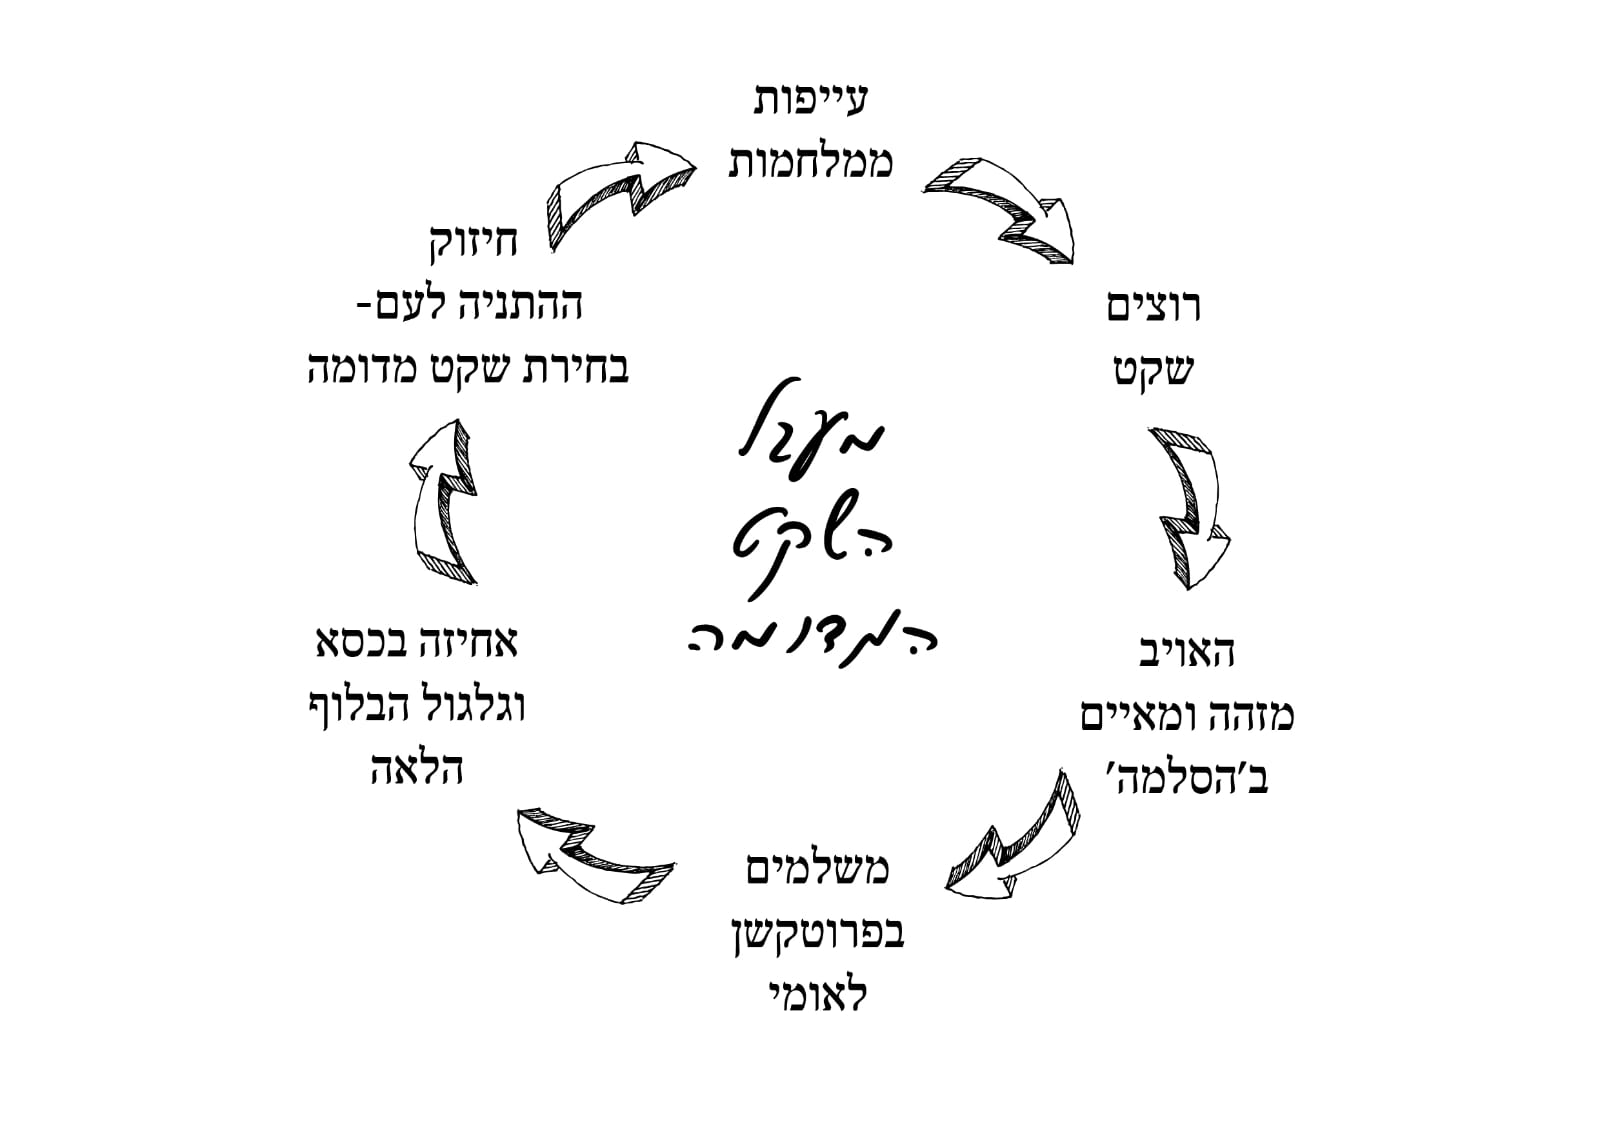 עייפות
ממלחמות
רוצים
שקט
האויב
מזהה ומאיים
ב'הסלמה'
משלמים
בפרוטקשן
לאומי
אחיזה בכסא
וגלגול הבלוף
הלאה
חיזוק
ההתניה לעם-
בחירת שקט מדומה
מעגל
השקט
המדומה